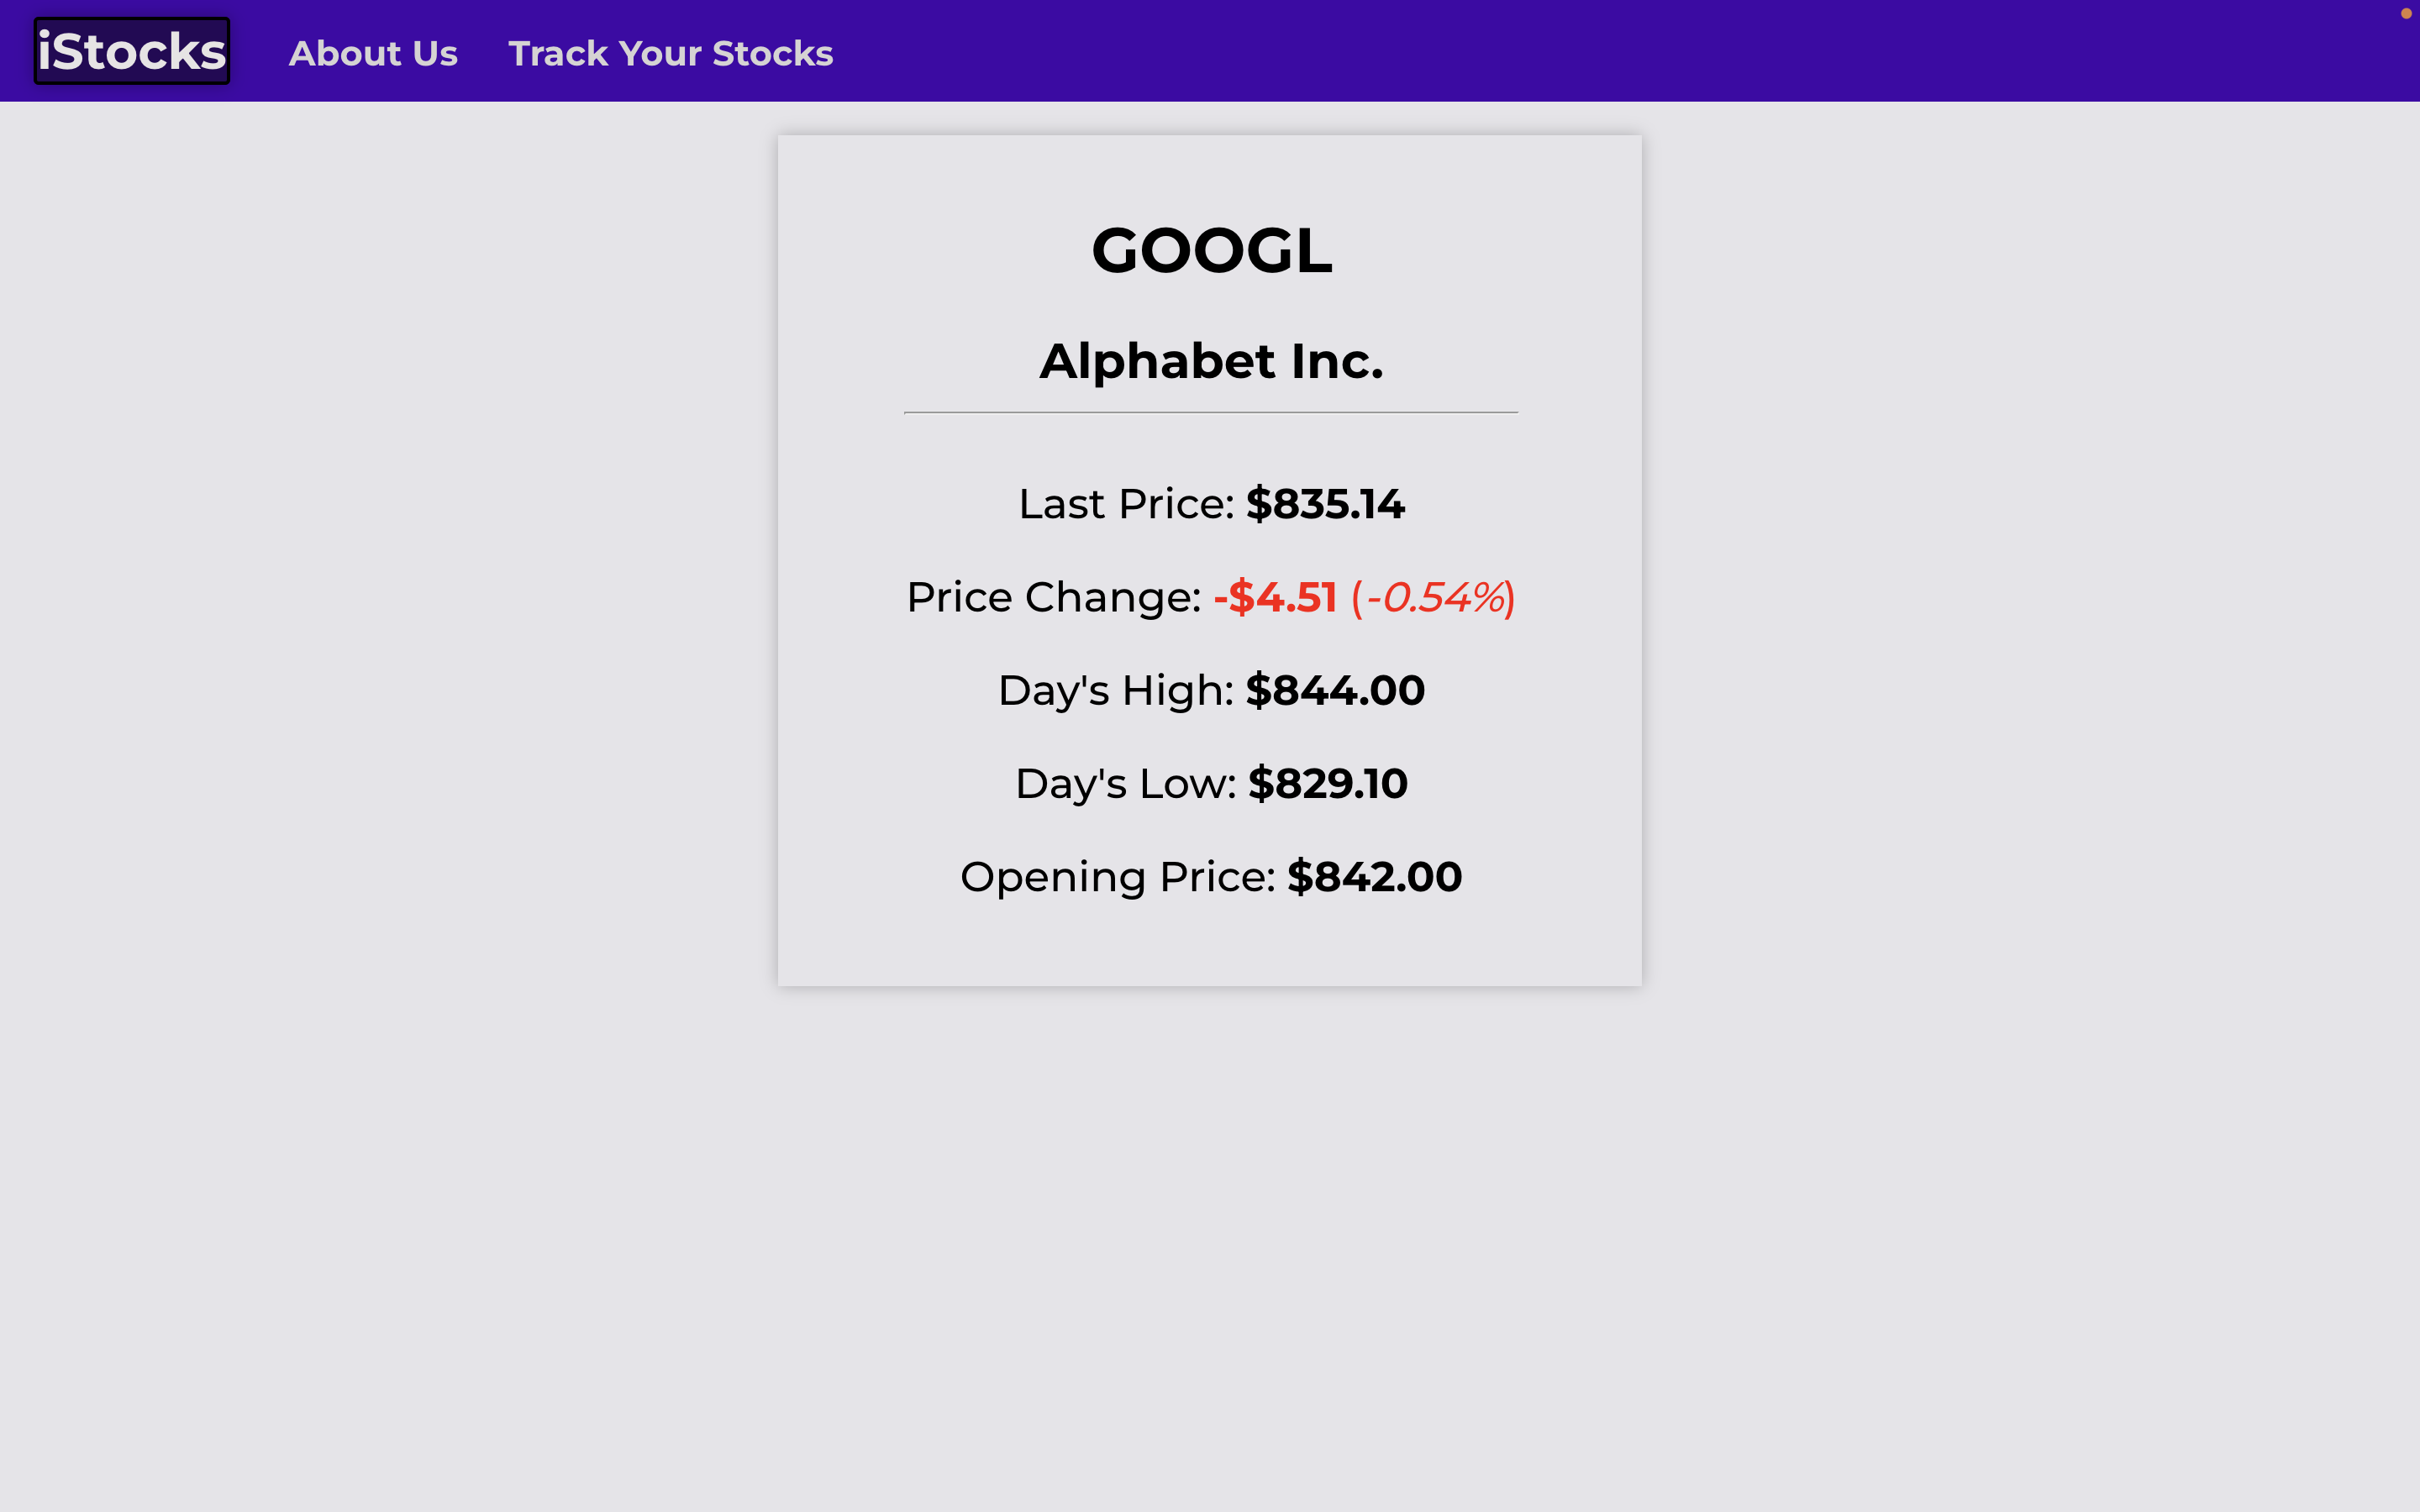 iStocks About Us Track Your Stocks
GOOGL
Alphabet Inc.
Last Price: $835.14
Price Change: -$4.51 (-0.54%)
Day's High: $844.00
Day's Low: $829.10
Opening Price: $842.00